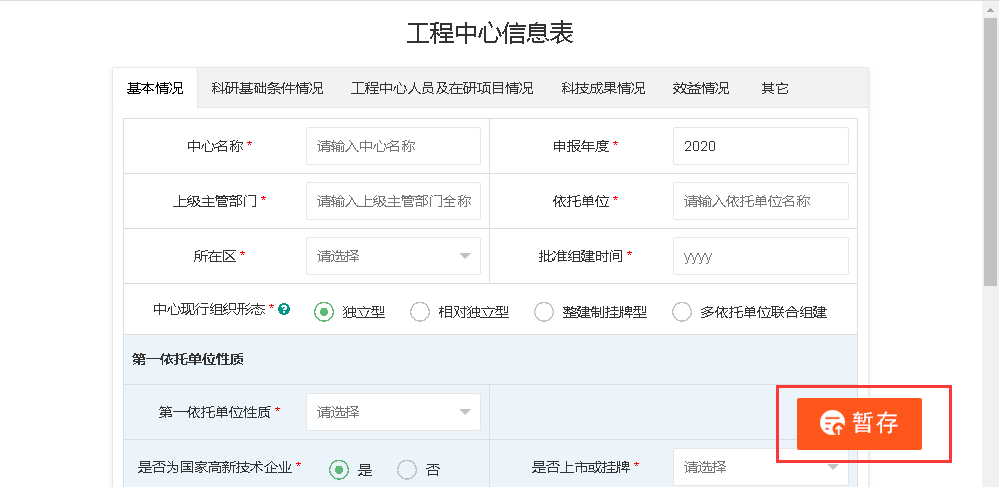 工程中心信息表
基本情况 科研基础条件情况 工程中心人员及在研项目情况 科技成果情况 效益情况 其它
中心名称 * 请输入中心名称 申报年度 * 2020
上级主管部门 * 请输入上级主管部门全称 依托单位 * 请输入依托单位名称
所在区 * 请选择 批准组建时间 * yyyy
中心现行组织形态 * ? 独立型 相对独立型 整建制挂牌型 多依托单位联合组建
第一依托单位性质
第一依托单位性质 * 请选择 暂存
是否为国家高新技术企业 * 是 否 是否上市或挂牌 * 请选择